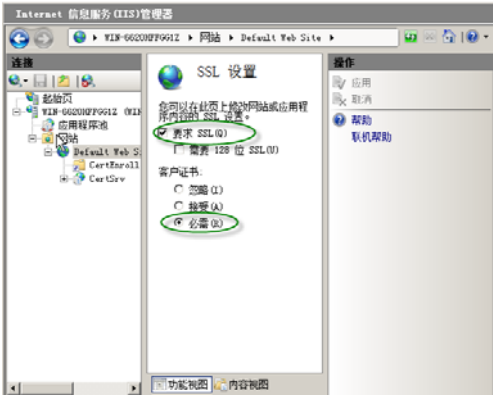 Internet 信息服务(IIS)管理器
WIN-6620HFFGG1Z ▸ 网站 ▸ Default Web Site ▸
连接
起始页
WIN-6620HFFGG1Z (WIN
应用程序池
网站
Default Web S
CertEnroll
CertSrv
SSL 设置
您可以在此页上修改网站或应用程
序内容的 SSL 设置。
要求 SSL(Q)
需要 128 位 SSL(V)
客户证书:
忽略(I)
接受(A)
必需(R)
功能视图
内容视图
操作
应用
取消
帮助
联机帮助